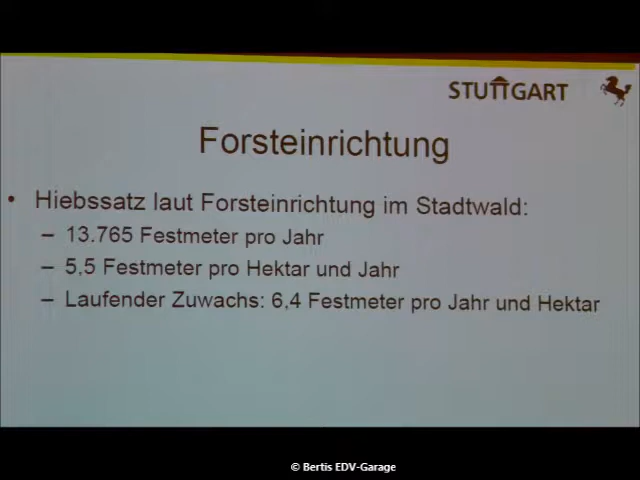 STUTTGART
Forsteinrichtung
• Hiebssatz laut Forsteinrichtung im Stadtwald:
– 13.765 Festmeter pro Jahr
– 5,5 Festmeter pro Hektar und Jahr
– Laufender Zuwachs: 6,4 Festmeter pro Jahr und Hektar
© Bertis EDV-Garage